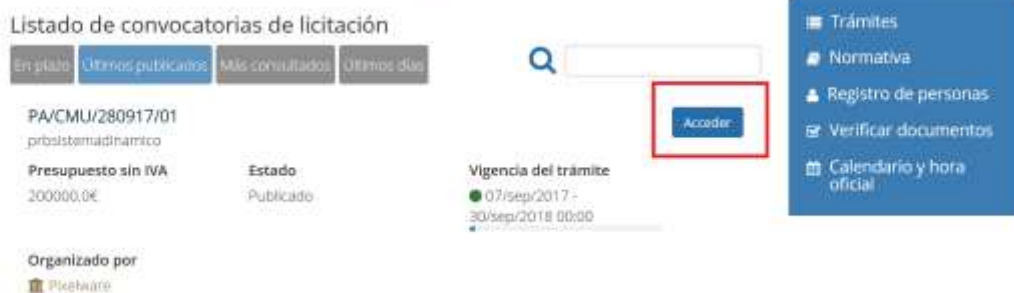 Listado de convocatorias de licitación
En plazo Últimos publicados Más consultados Últimos días
PA/CMU/280917/01
prbsistemadinamico
Acceder
Presupuesto sin IVA Estado Vigencia del trámite
200000.0€ Publicado 07/sep/2017 -
30/sep/2018 00:00
Organizado por
Pixelware
Trámites
Normativa
Registro de personas
Verificar documentos
Calendario y hora
oficial